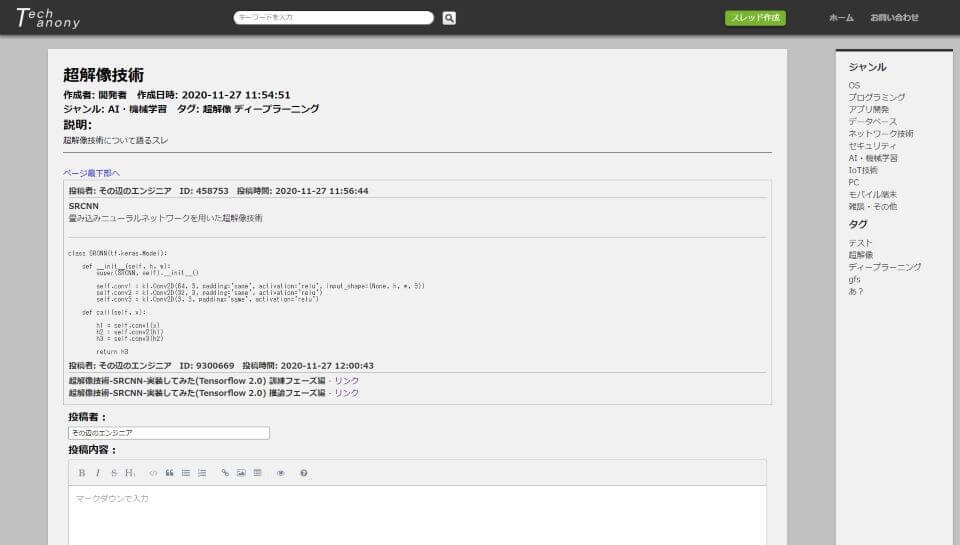 Tech anony
キーワードを入力
スレッド作成
ホーム お問い合わせ
超解像技術
作成者: 開発者 作成日時: 2020-11-27 11:54:51
ジャンル: AI・機械学習 タグ: 超解像 ディープラーニング
説明:
超解像技術について語るスレ
ページ最下部へ
投稿者: その辺のエンジニア ID: 458753 投稿時間: 2020-11-27 11:56:44
SRCNN
畳み込みニューラルネットワークを用いた超解像技術
class SRCNN(tf.keras.Model):
def __init__(self, h, w):
super(SRCNN, self).__init__()
self.conv1 = kl.Conv2D(64, 3, padding='same', activation='relu', input_shape=(None, h, w, 3))
self.conv2 = kl.Conv2D(32, 3, padding='same', activation='relu')
self.conv3 = kl.Conv2D(3, 3, padding='same', activation='relu')
def call(self, x):
h1 = self.conv1(x)
h2 = self.conv2(h1)
h3 = self.conv3(h2)
return h3
投稿者: その辺のエンジニア ID: 9300669 投稿時間: 2020-11-27 12:00:43
超解像技術-SRCNN-実装してみた(Tensorflow 2.0) 訓練フェーズ編 - リンク
超解像技術-SRCNN-実装してみた(Tensorflow 2.0) 推論フェーズ編 - リンク
投稿者：
その辺のエンジニア
投稿内容：
B I S H
マークダウンで入力
ジャンル
OS
プログラミング
アプリ開発
データベース
ネットワーク技術
セキュリティ
AI・機械学習
IoT技術
PC
モバイル端末
雑談・その他
タグ
テスト
超解像
ディープラーニング
gfs
あ？